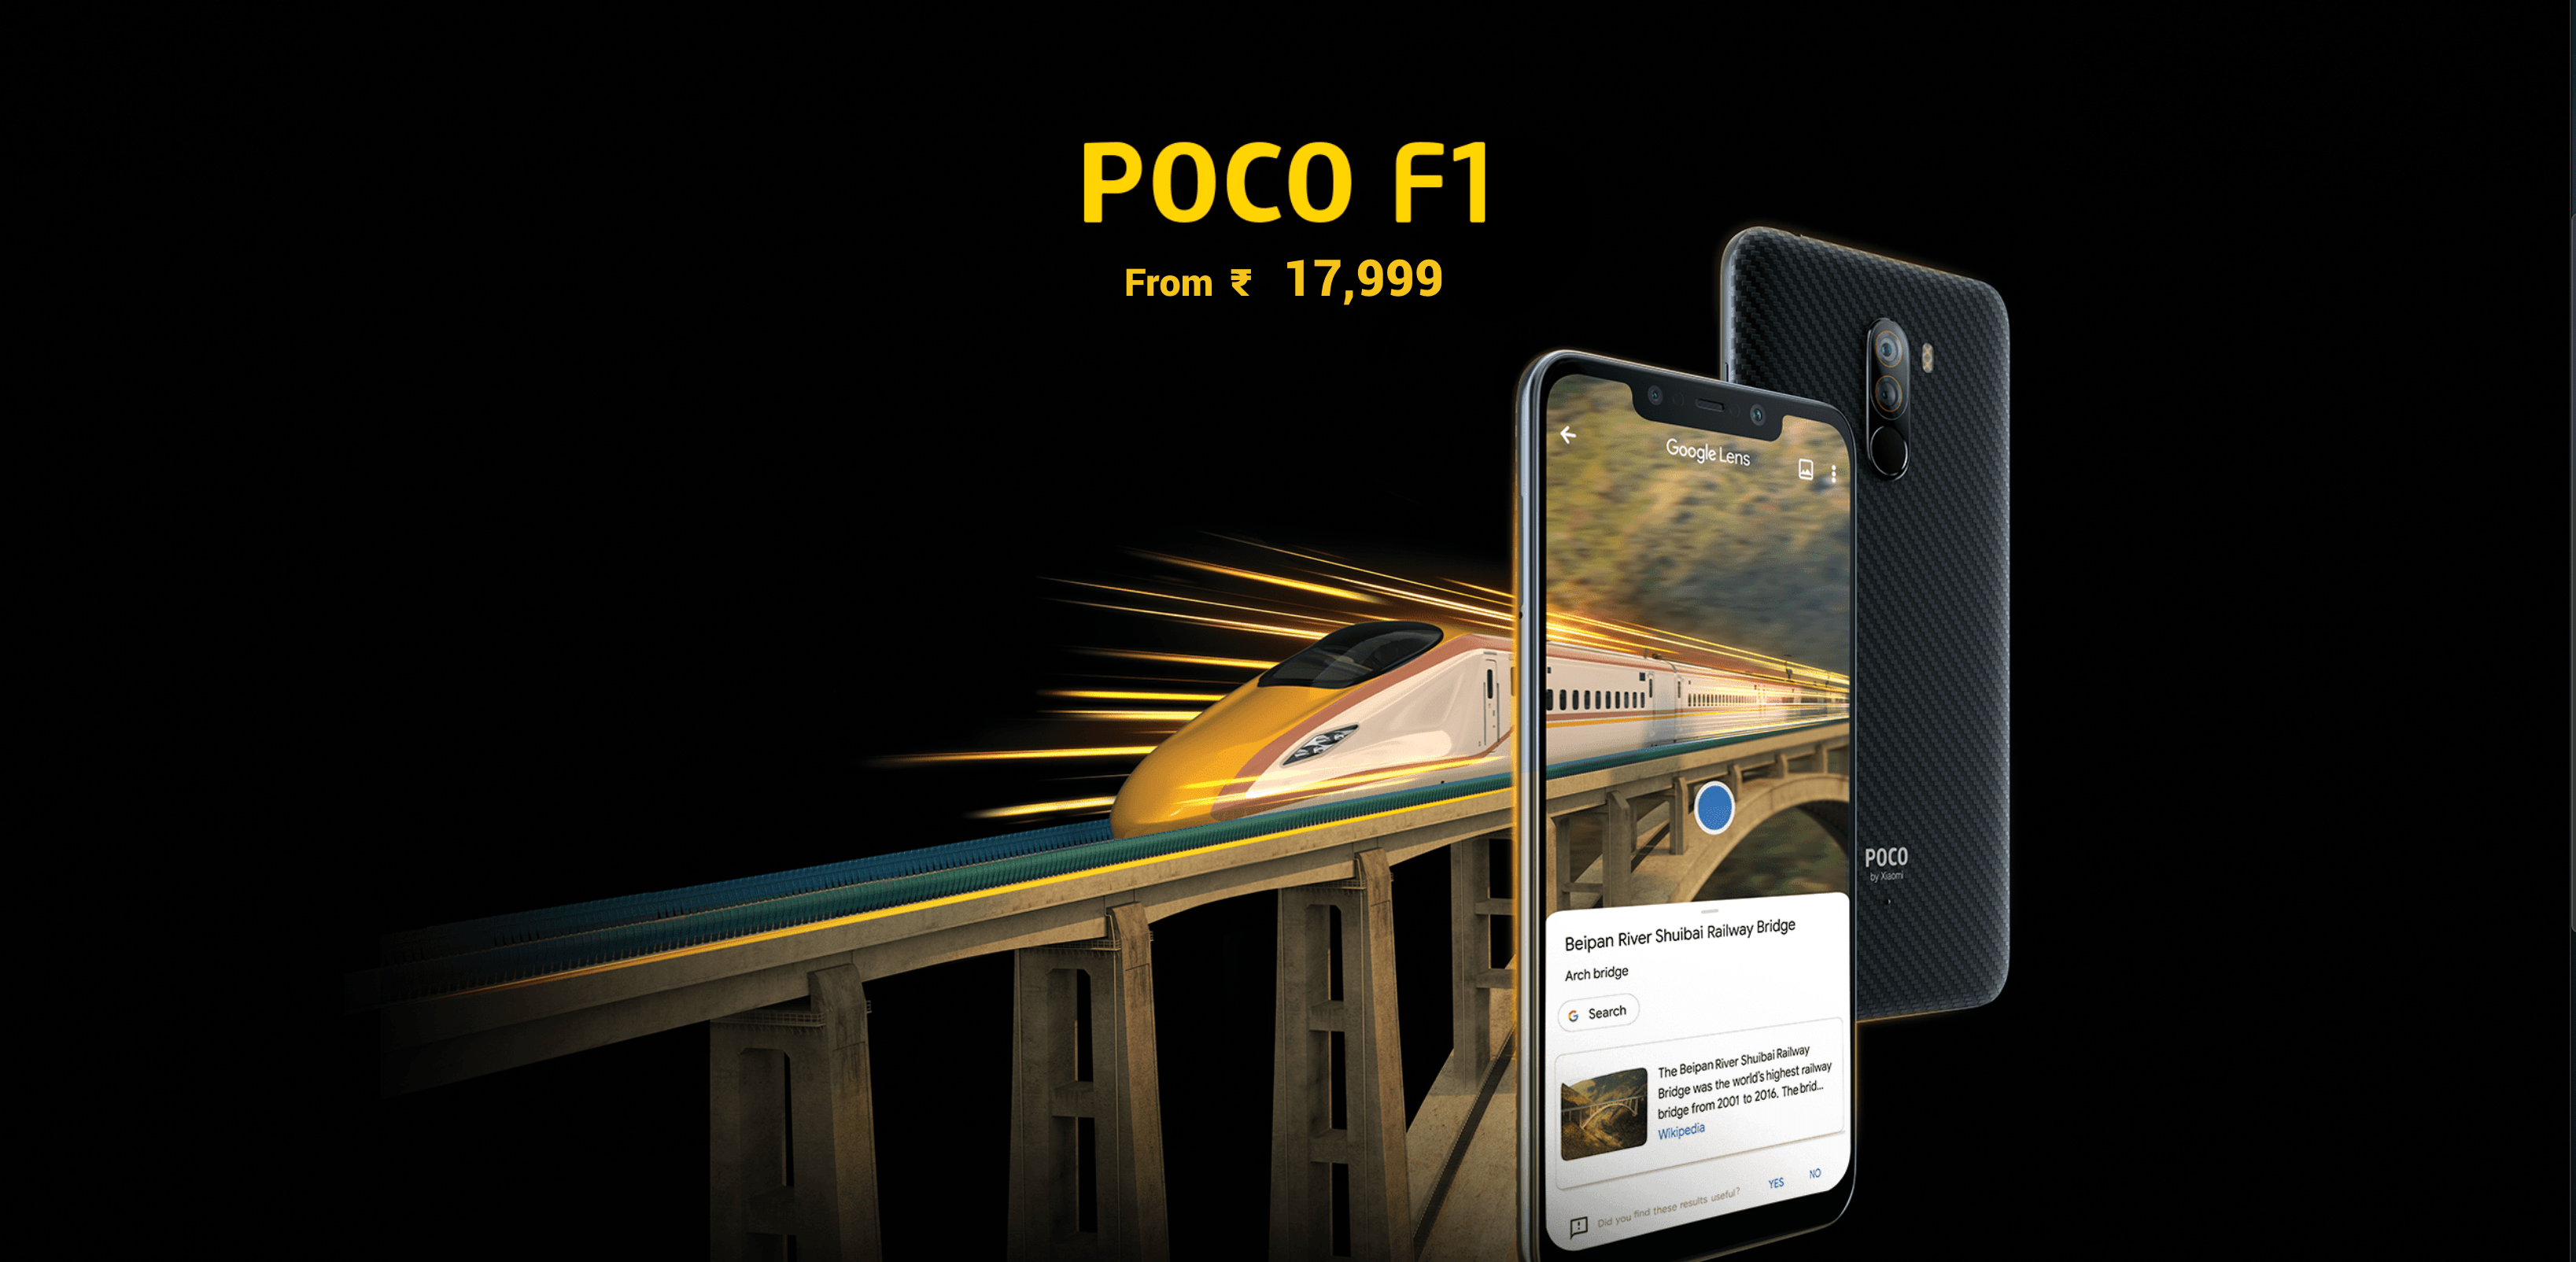 POCO F1
From ₹ 17,999
Google Lens
POCO
by Xiaomi
Beipan River Shuibai Railway Bridge
Arch bridge
G Search
The Beipan River Shuibai Railway
Bridge was the world's highest railway
bridge from 2001 to 2016. The brid...
Wikipedia
YES NO
Did you find these results useful?